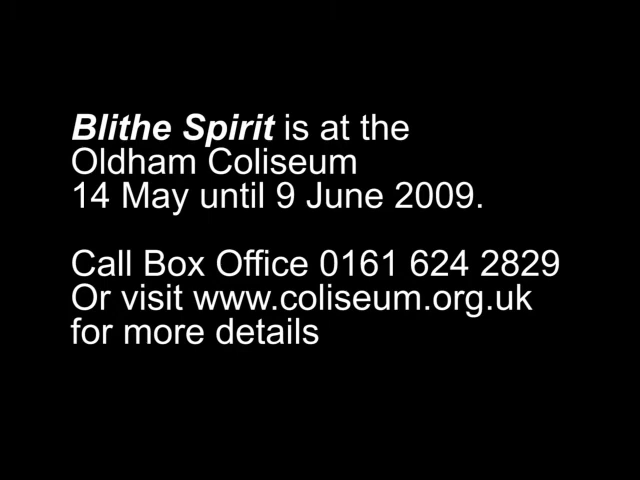 Blithe Spirit is at the
Oldham Coliseum
14 May until 9 June 2009.
Call Box Office 0161 624 2829
Or visit www.coliseum.org.uk
for more details